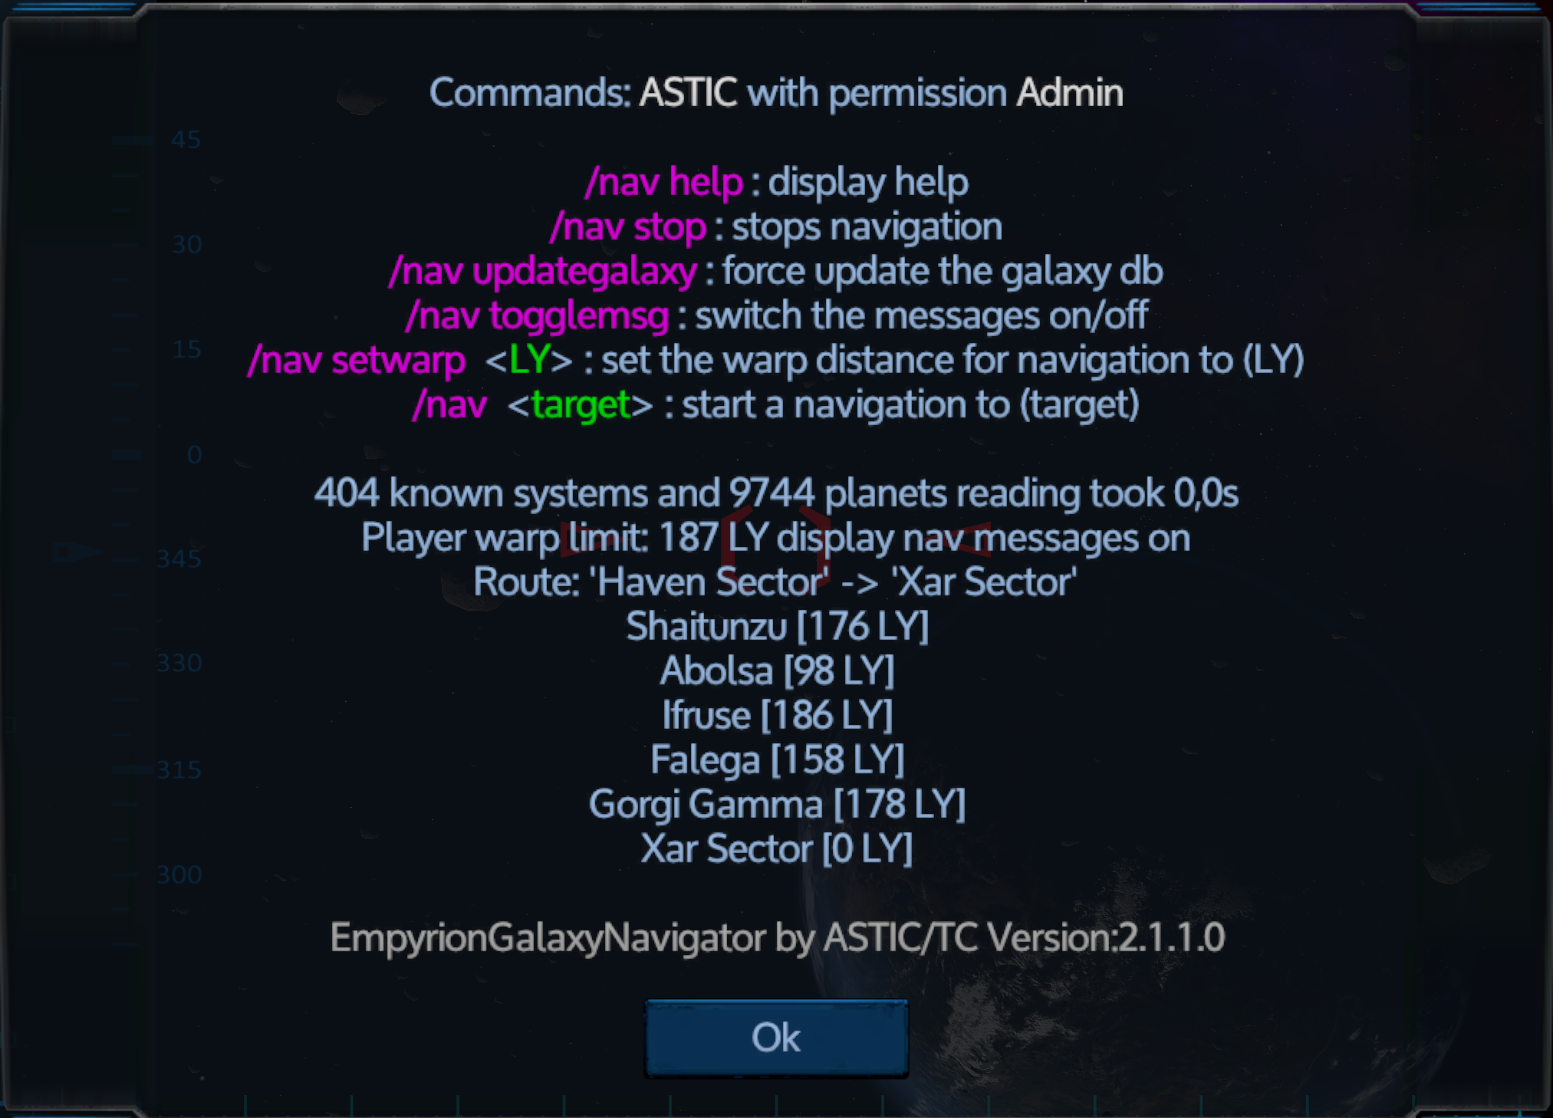 Commands: ASTIC with permission Admin
/nav help : display help
/nav stop : stops navigation
/nav updategalaxy : force update the galaxy db
/nav togglemsg : switch the messages on/off
/nav setwarp <LY> : set the warp distance for navigation to (LY)
/nav <target> : start a navigation to (target)
404 known systems and 9744 planets reading took 0,0s
Player warp limit: 187 LY display nav messages on
Route: 'Haven Sector' -> 'Xar Sector'
Shaitunzu [176 LY]
Abolsa [98 LY]
Ifruse [186 LY]
Falega [158 LY]
Gorgi Gamma [178 LY]
Xar Sector [0 LY]
EmpyrionGalaxyNavigator by ASTIC/TC Version:2.1.1.0
Ok
45
30
15
0
345
330
315
300